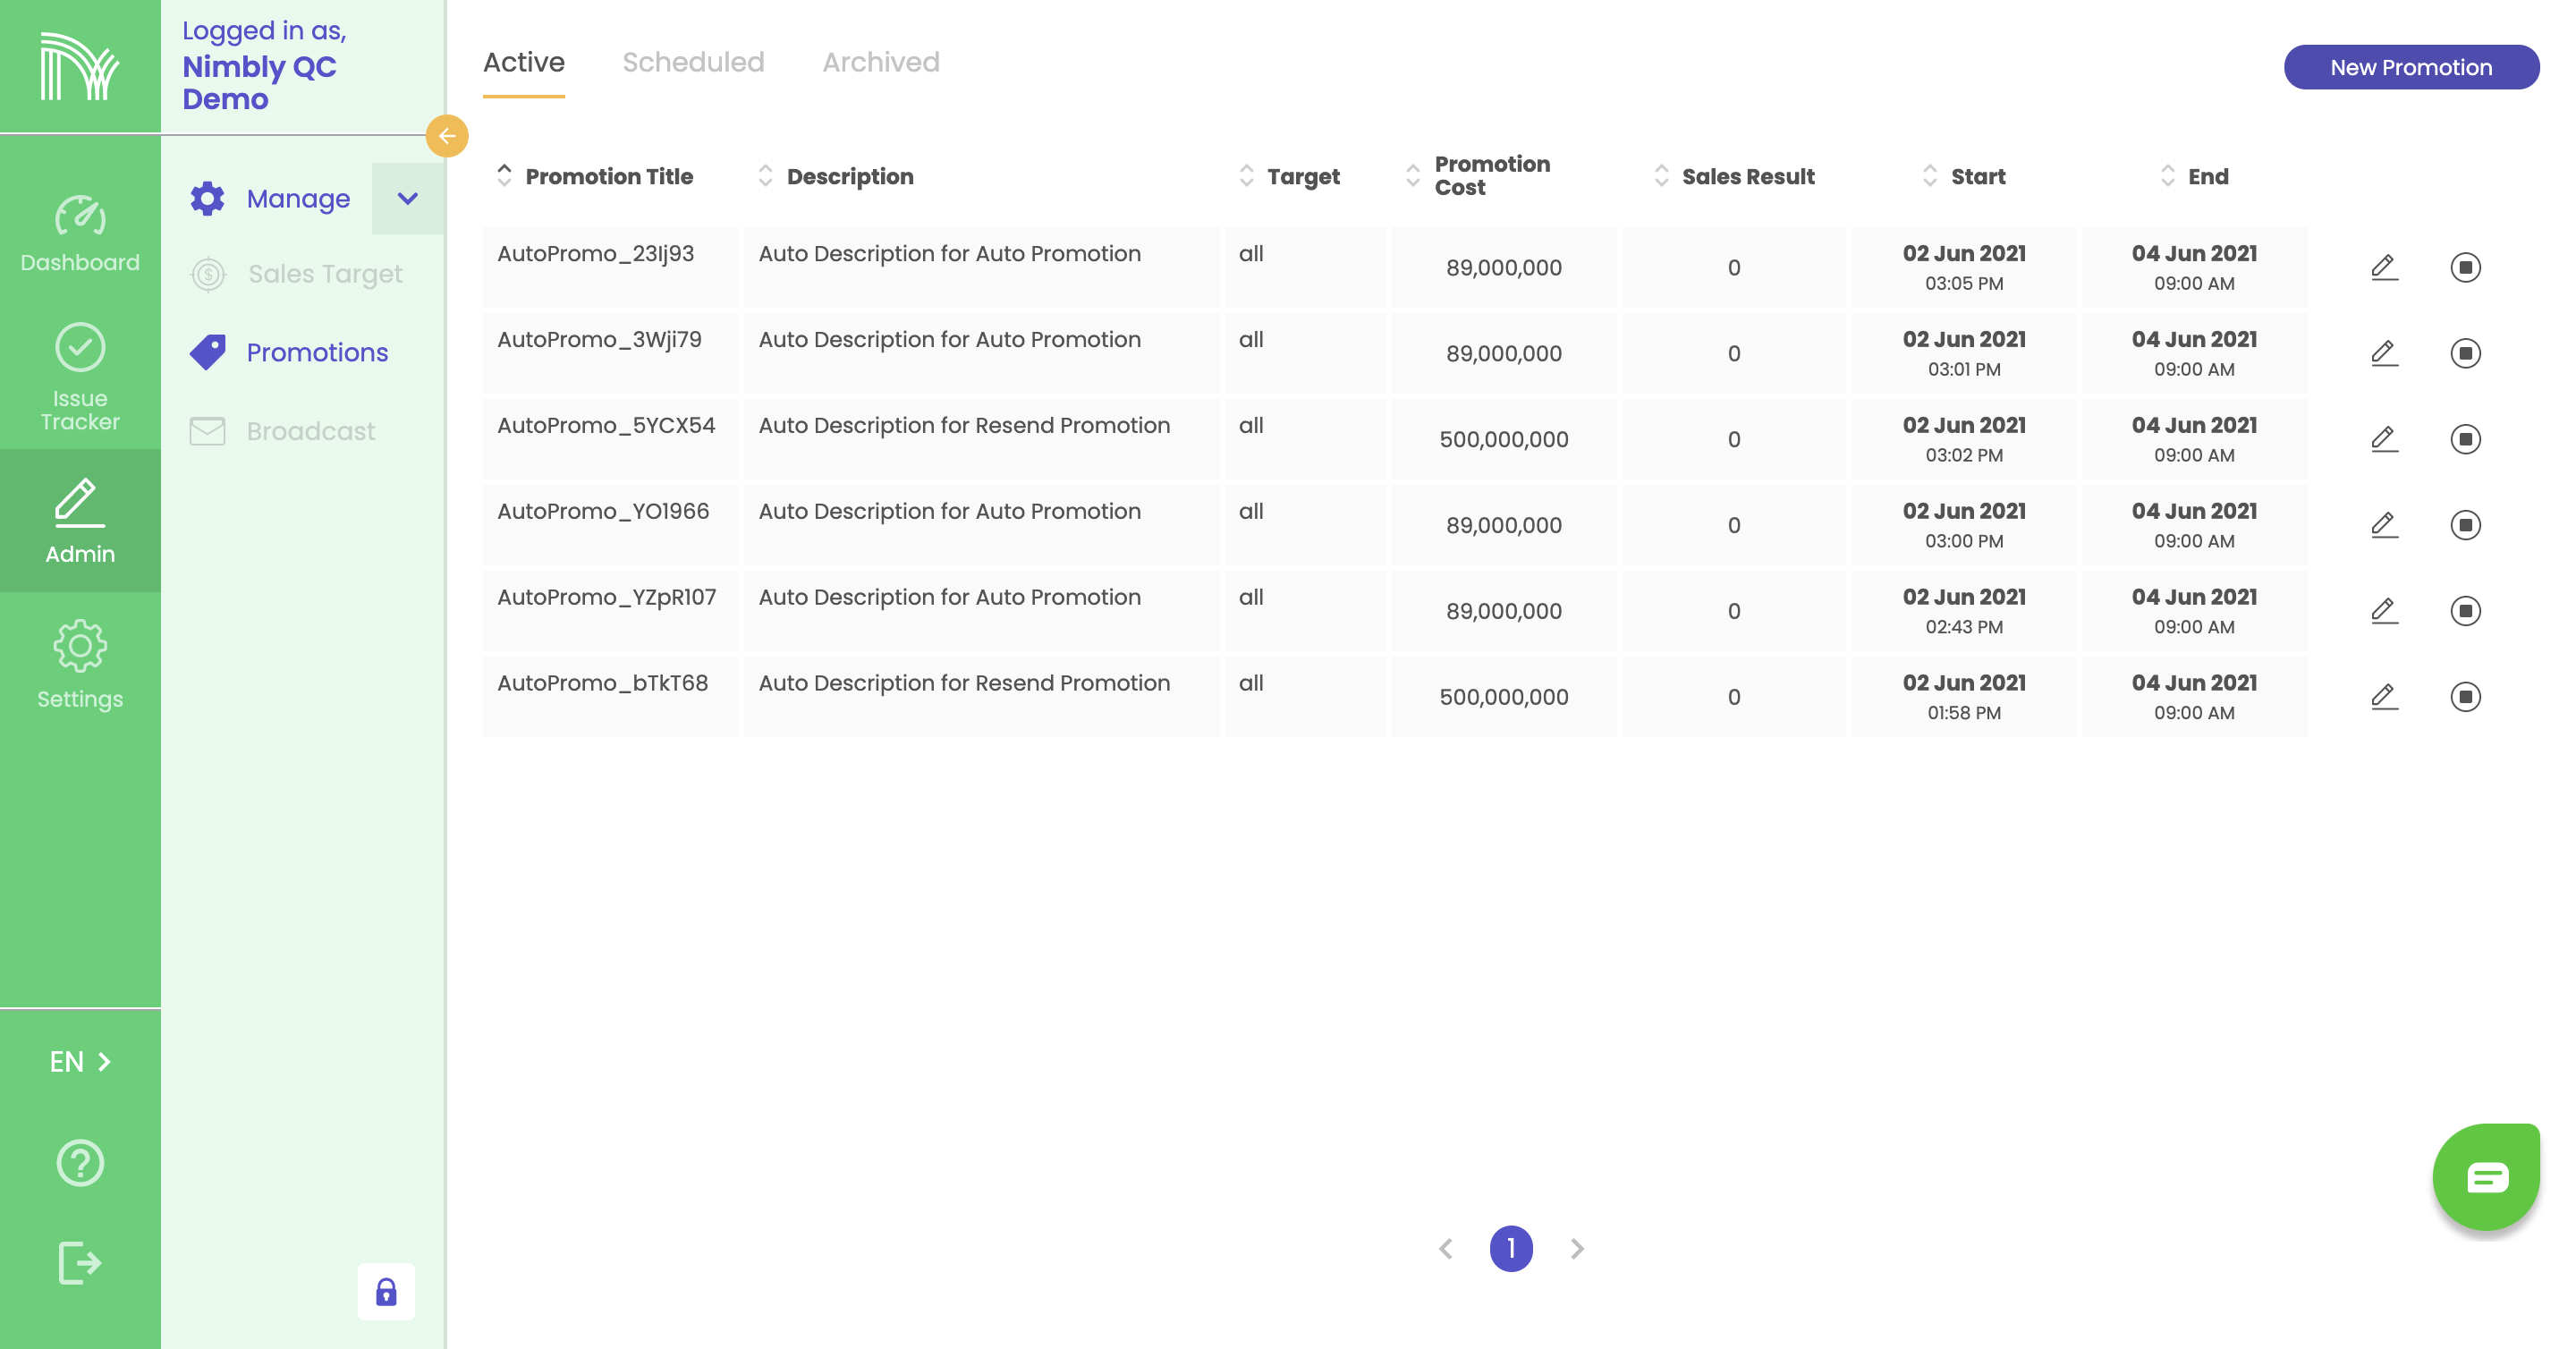 Logged in as,
Nimbly QC
Demo
Dashboard
Issue
Tracker
Admin
Settings
EN
Manage
Sales Target
Promotions
Broadcast
Active Scheduled Archived
New Promotion
Promotion Title Description Target Promotion Cost Sales Result Start End
AutoPromo_23Ij93 Auto Description for Auto Promotion all 89,000,000 0 02 Jun 2021 04 Jun 2021
03:05 PM 09:00 AM
AutoPromo_3Wji79 Auto Description for Auto Promotion all 89,000,000 0 02 Jun 2021 04 Jun 2021
03:01 PM 09:00 AM
AutoPromo_5YCX54 Auto Description for Resend Promotion all 500,000,000 0 02 Jun 2021 04 Jun 2021
03:02 PM 09:00 AM
AutoPromo_YO1966 Auto Description for Auto Promotion all 89,000,000 0 02 Jun 2021 04 Jun 2021
03:00 PM 09:00 AM
AutoPromo_YZpR107 Auto Description for Auto Promotion all 89,000,000 0 02 Jun 2021 04 Jun 2021
02:43 PM 09:00 AM
AutoPromo_bTkT68 Auto Description for Resend Promotion all 500,000,000 0 02 Jun 2021 04 Jun 2021
01:58 PM 09:00 AM
1